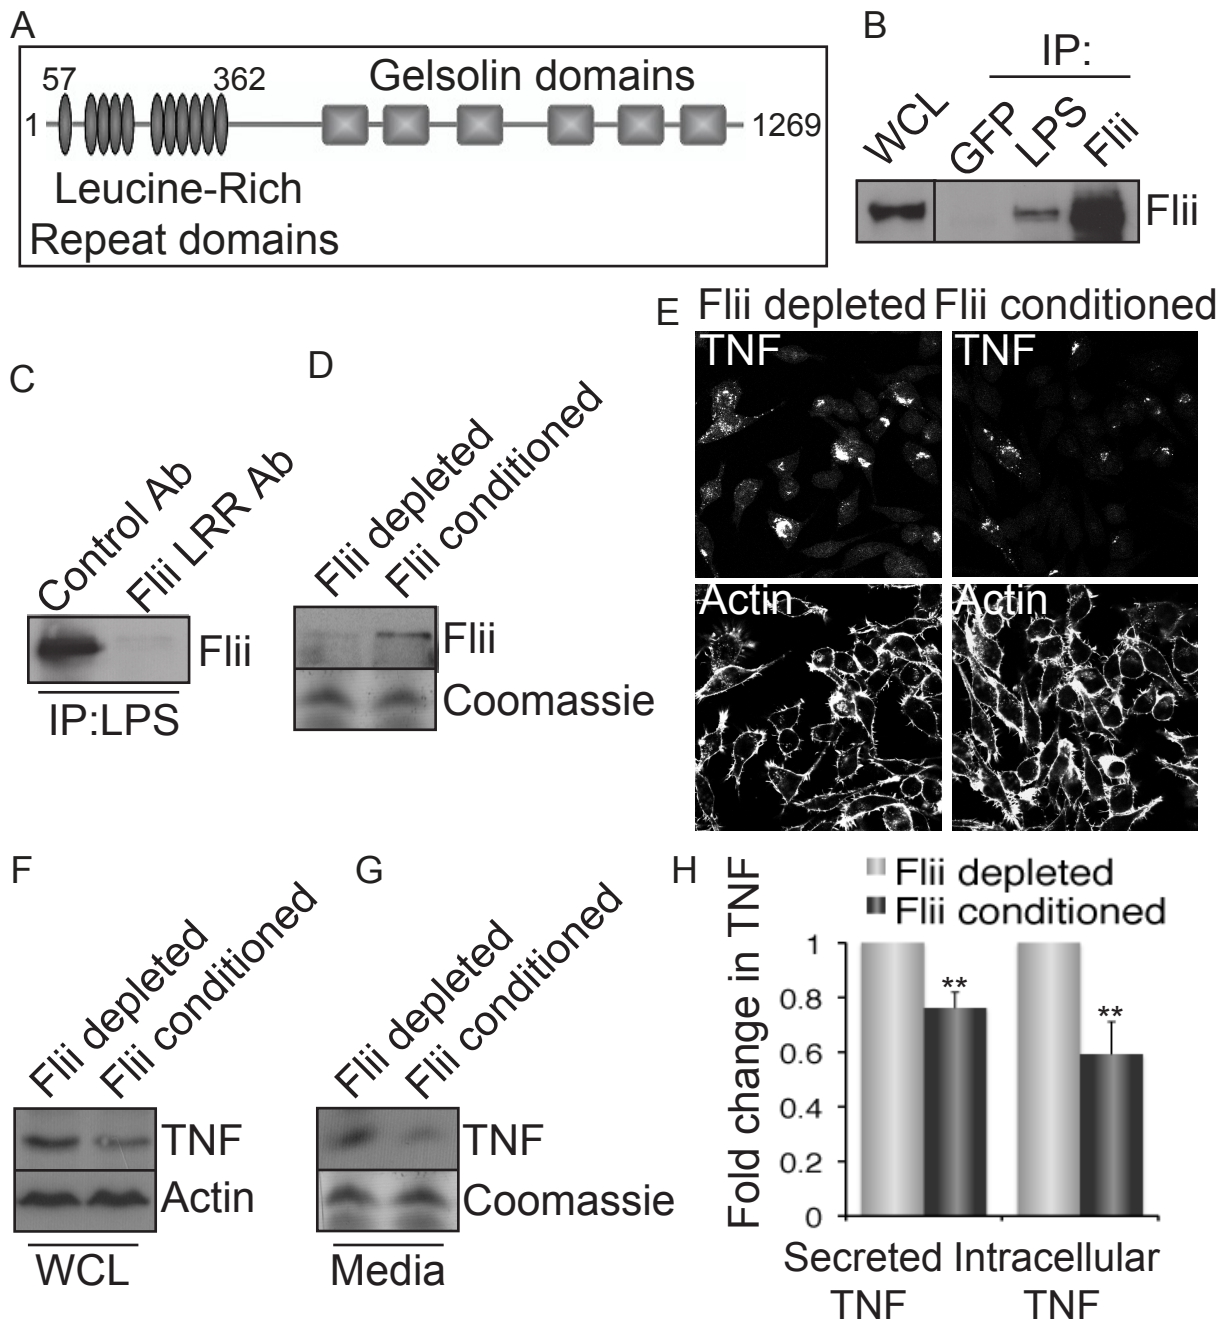 A
57
362
Gelsolin domains
1
1269
Leucine-Rich
Repeat domains
B
IP:
WCL
GFP
LPS
Flii
Flii
C
Control Ab
Flii LRR Ab
Flii
IP:LPS
D
Flii depleted
Flii conditioned
Flii
Coomassie
E
Flii depleted
Flii conditioned
TNF
TNF
Actin
Actin
F
Flii depleted
Flii conditioned
TNF
Actin
WCL
G
Flii depleted
Flii conditioned
TNF
Coomassie
Media
H
Flii depleted
Flii conditioned
Fold change in TNF
1
0.8
0.6
0.4
0.2
0
**
**
Secreted
TNF
Intracellular
TNF